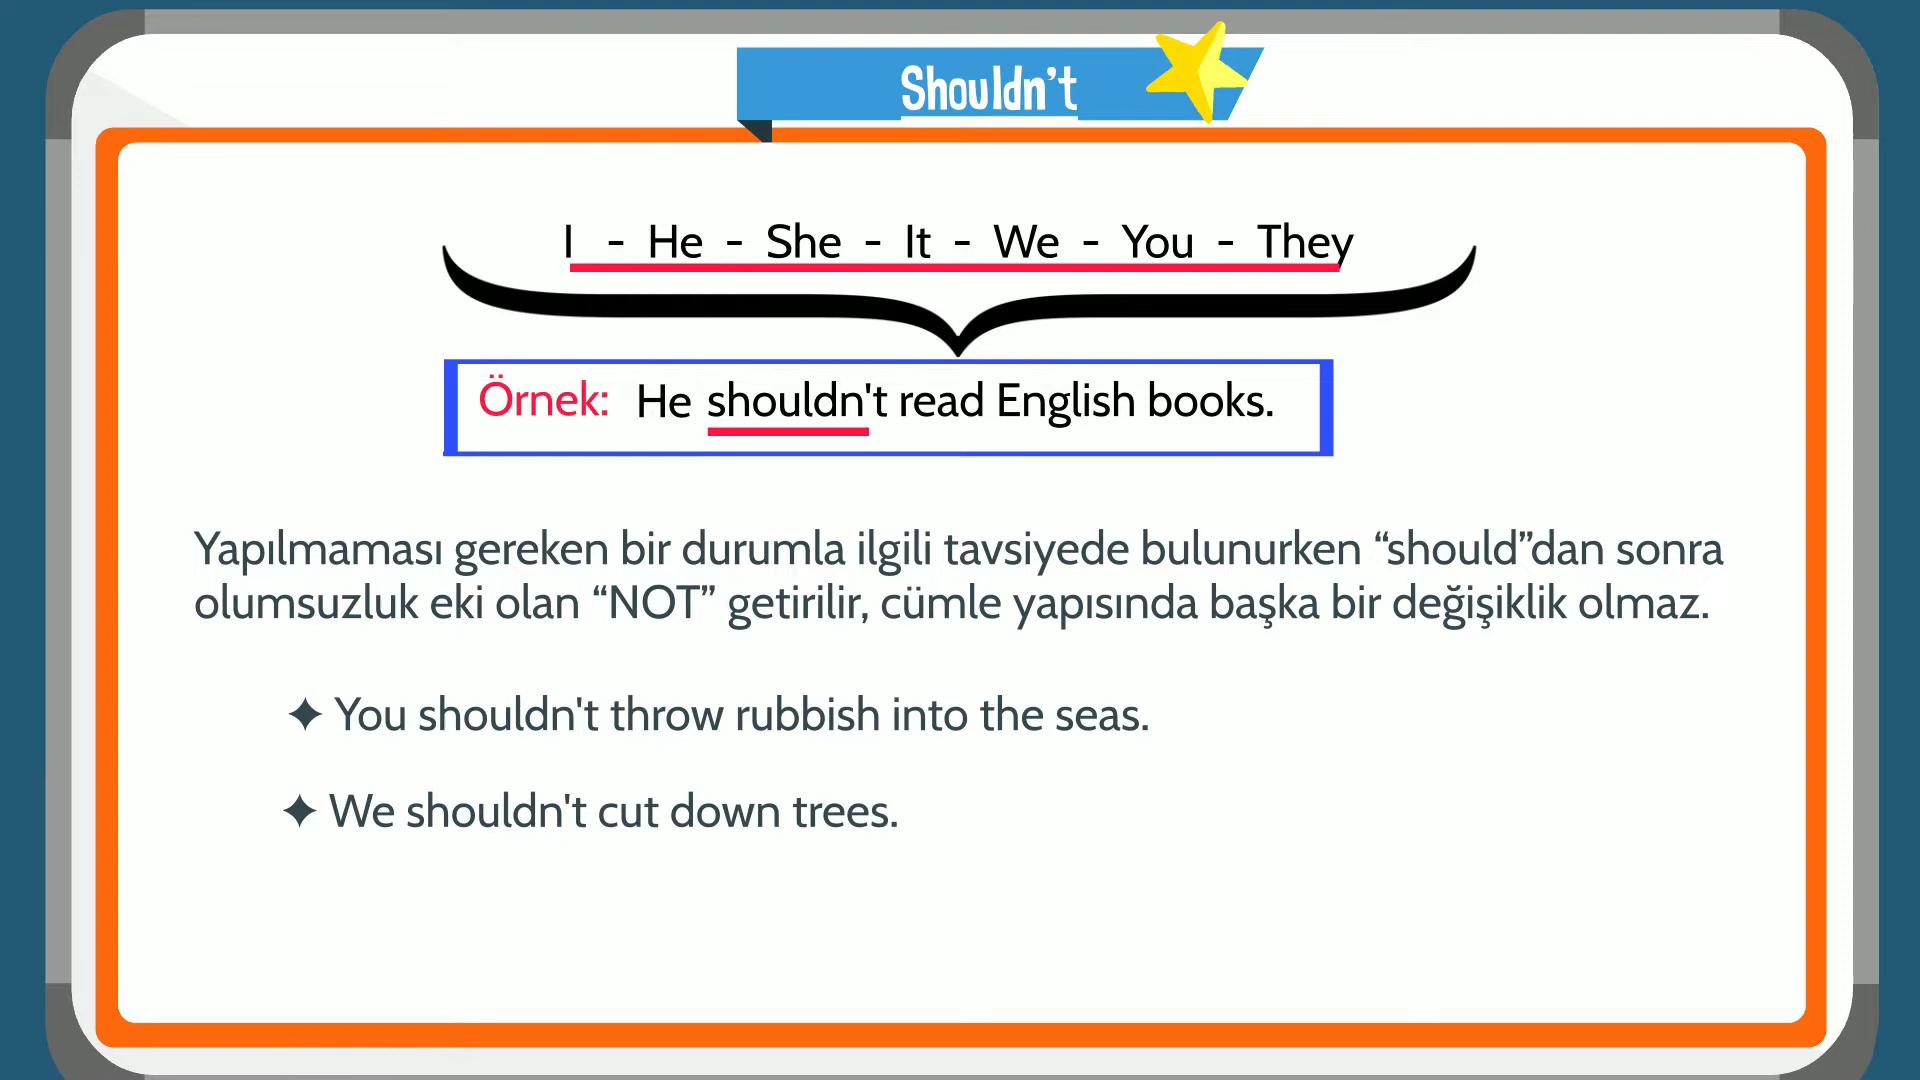 Shouldn’t
I - He - She - It - We - You - They
Örnek: He shouldn't read English books.
Yapılmaması gereken bir durumla ilgili tavsiyede bulunurken “should”dan sonra
olumsuzluk eki olan “NOT” getirilir, cümle yapısında başka bir değişiklik olmaz.
✦ You shouldn't throw rubbish into the seas.
✦ We shouldn't cut down trees.